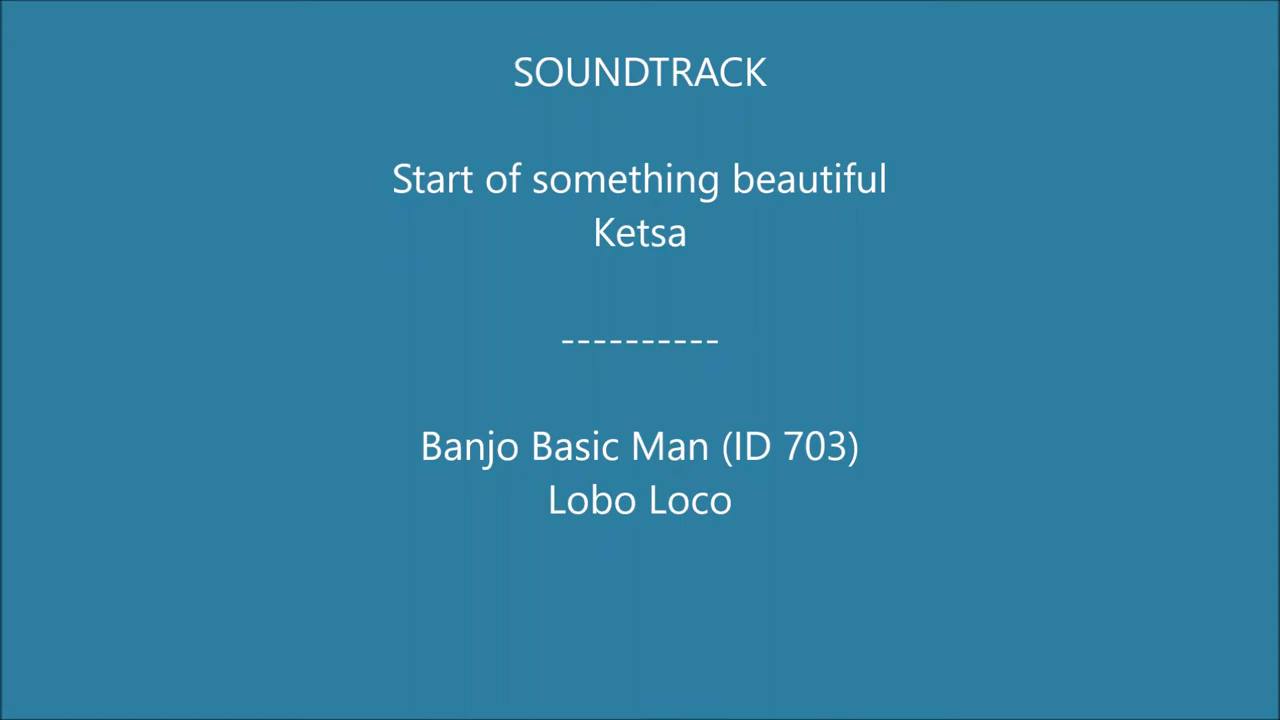 SOUNDTRACK
Start of something beautiful
Ketsa
----------
Banjo Basic Man (ID 703)
Lobo Loco